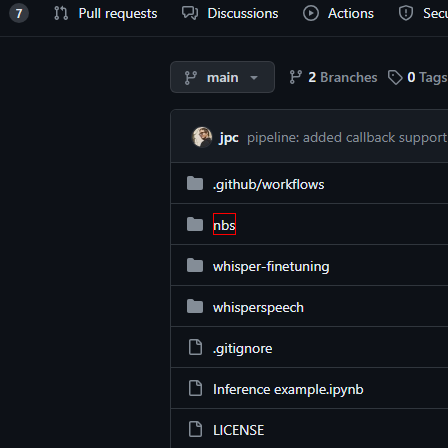 7 Pull requests Discussions Actions Secu
main 2 Branches 0 Tags
jpc pipeline: added callback support
.github/workflows
nbs
whisper-finetuning
whisperspeech
.gitignore
Inference example.ipynb
LICENSE